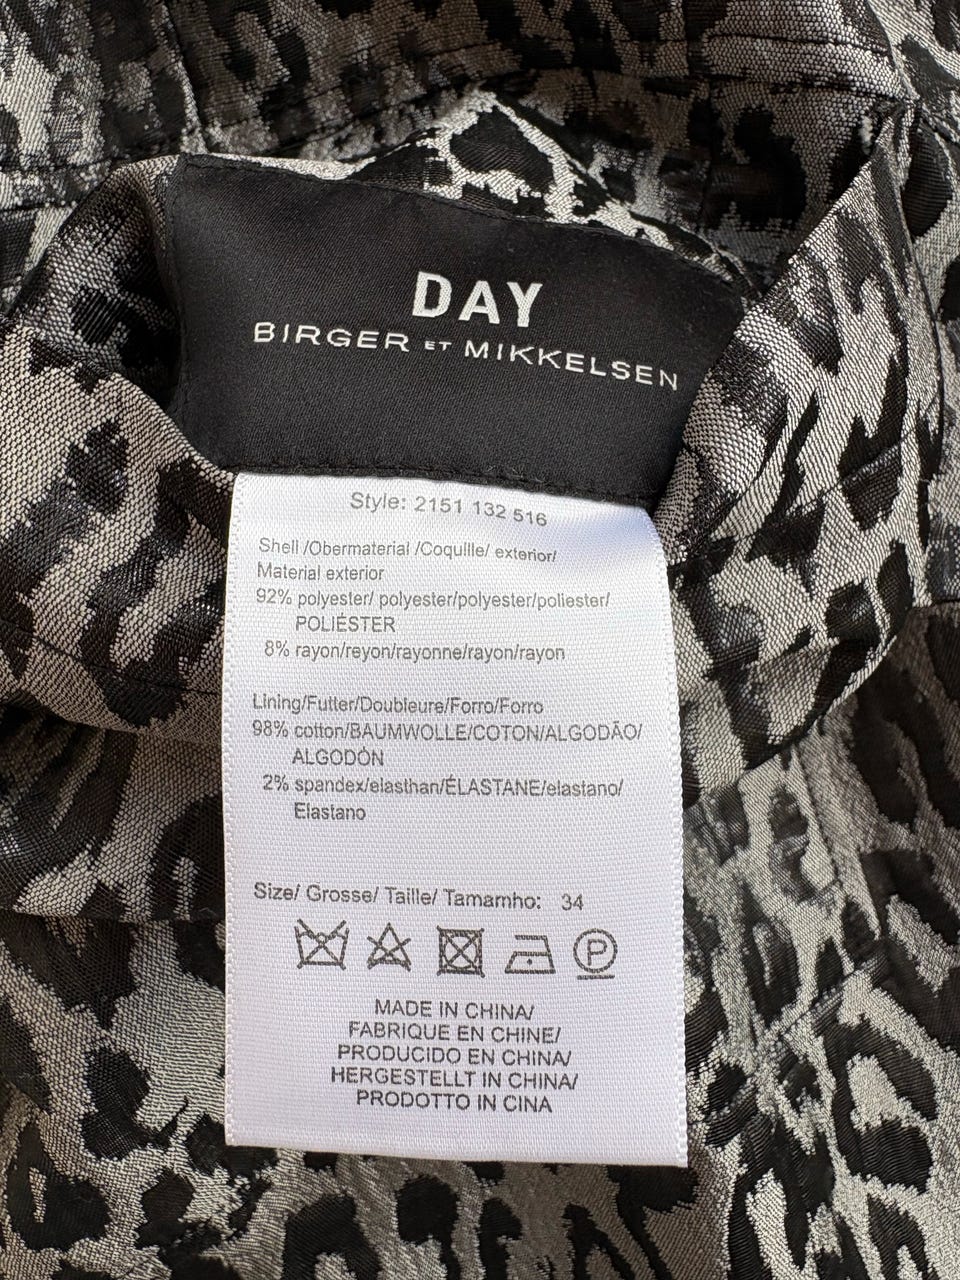 DAY
BIRGER ET MIKKELSEN
Style: 2151 132 516
Shell /Obermaterial /Coquille/ exterior/
Material exterior
92% polyester/ polyester/polyester/poliester/
POLIÉSTER
8% rayon/reyon/rayonne/rayon/rayon
Lining/Futter/Doubleure/Forro/Forro
98% cotton/BAUMWOLLE/COTON/ALGODÃO/
ALGODÓN
2% spandex/elasthan/ÉLASTANE/elastano/
Elastano
Size/ Grosse/ Taille/ Tamamho: 34
P
MADE IN CHINA/
FABRIQUE EN CHINE/
PRODUCIDO EN CHINA/
HERGESTELLT IN CHINA/
PRODOTTO IN CINA